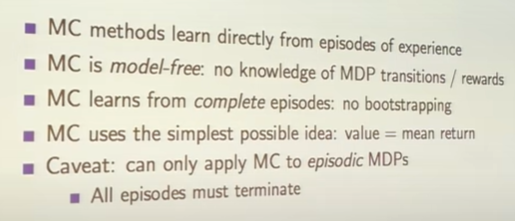 MC methods learn directly from episodes of experience
MC is model-free: no knowledge of MDP transitions / rewards
MC learns from complete episodes: no bootstrapping
MC uses the simplest possible idea: value = mean return
Caveat: can only apply MC to episodic MDPs
All episodes must terminate